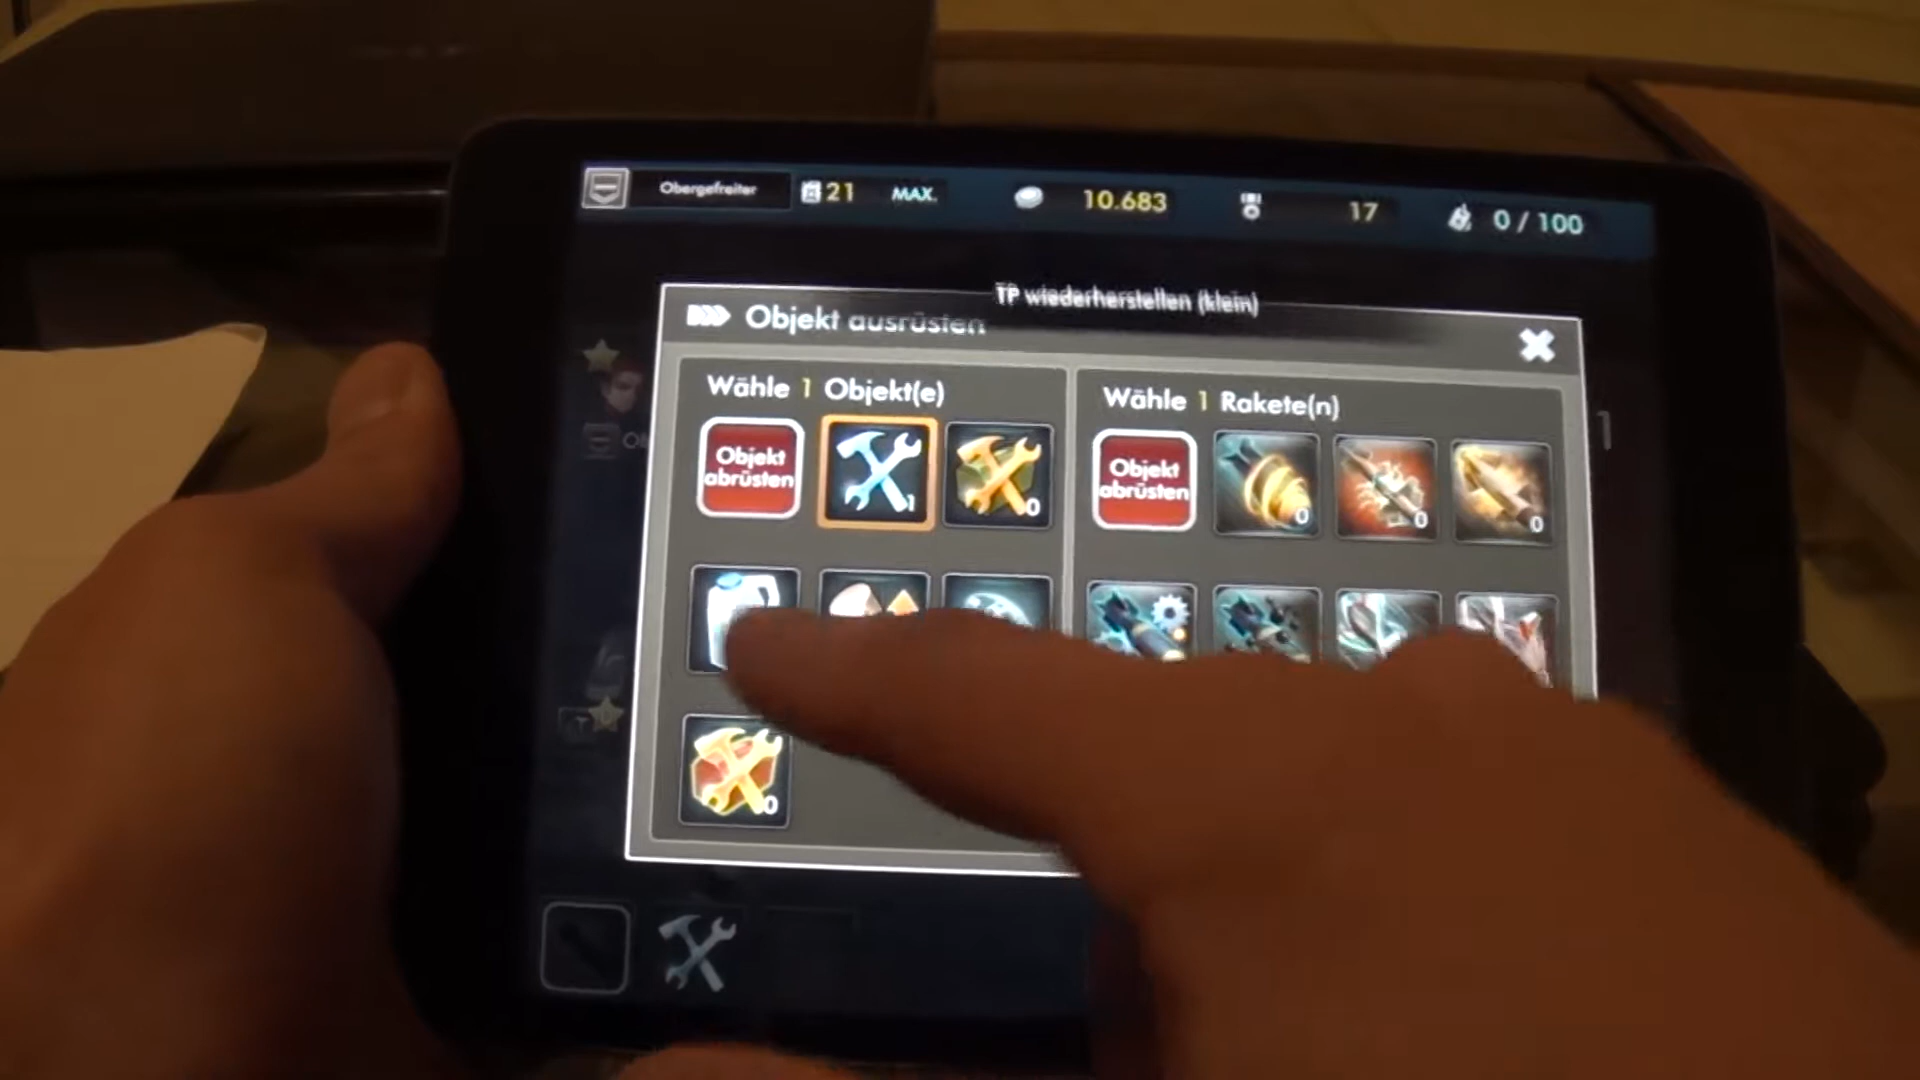 Obergefreiter 21 MAX. 10.683 17 0 / 100
TP wiederherstellen (klein)
Objekt ausrüsten
Wähle 1 Objekt(e)
Wähle 1 Rakete(n)
Objekt
abrüsten
1
0
Objekt
abrüsten
0
0
0
0